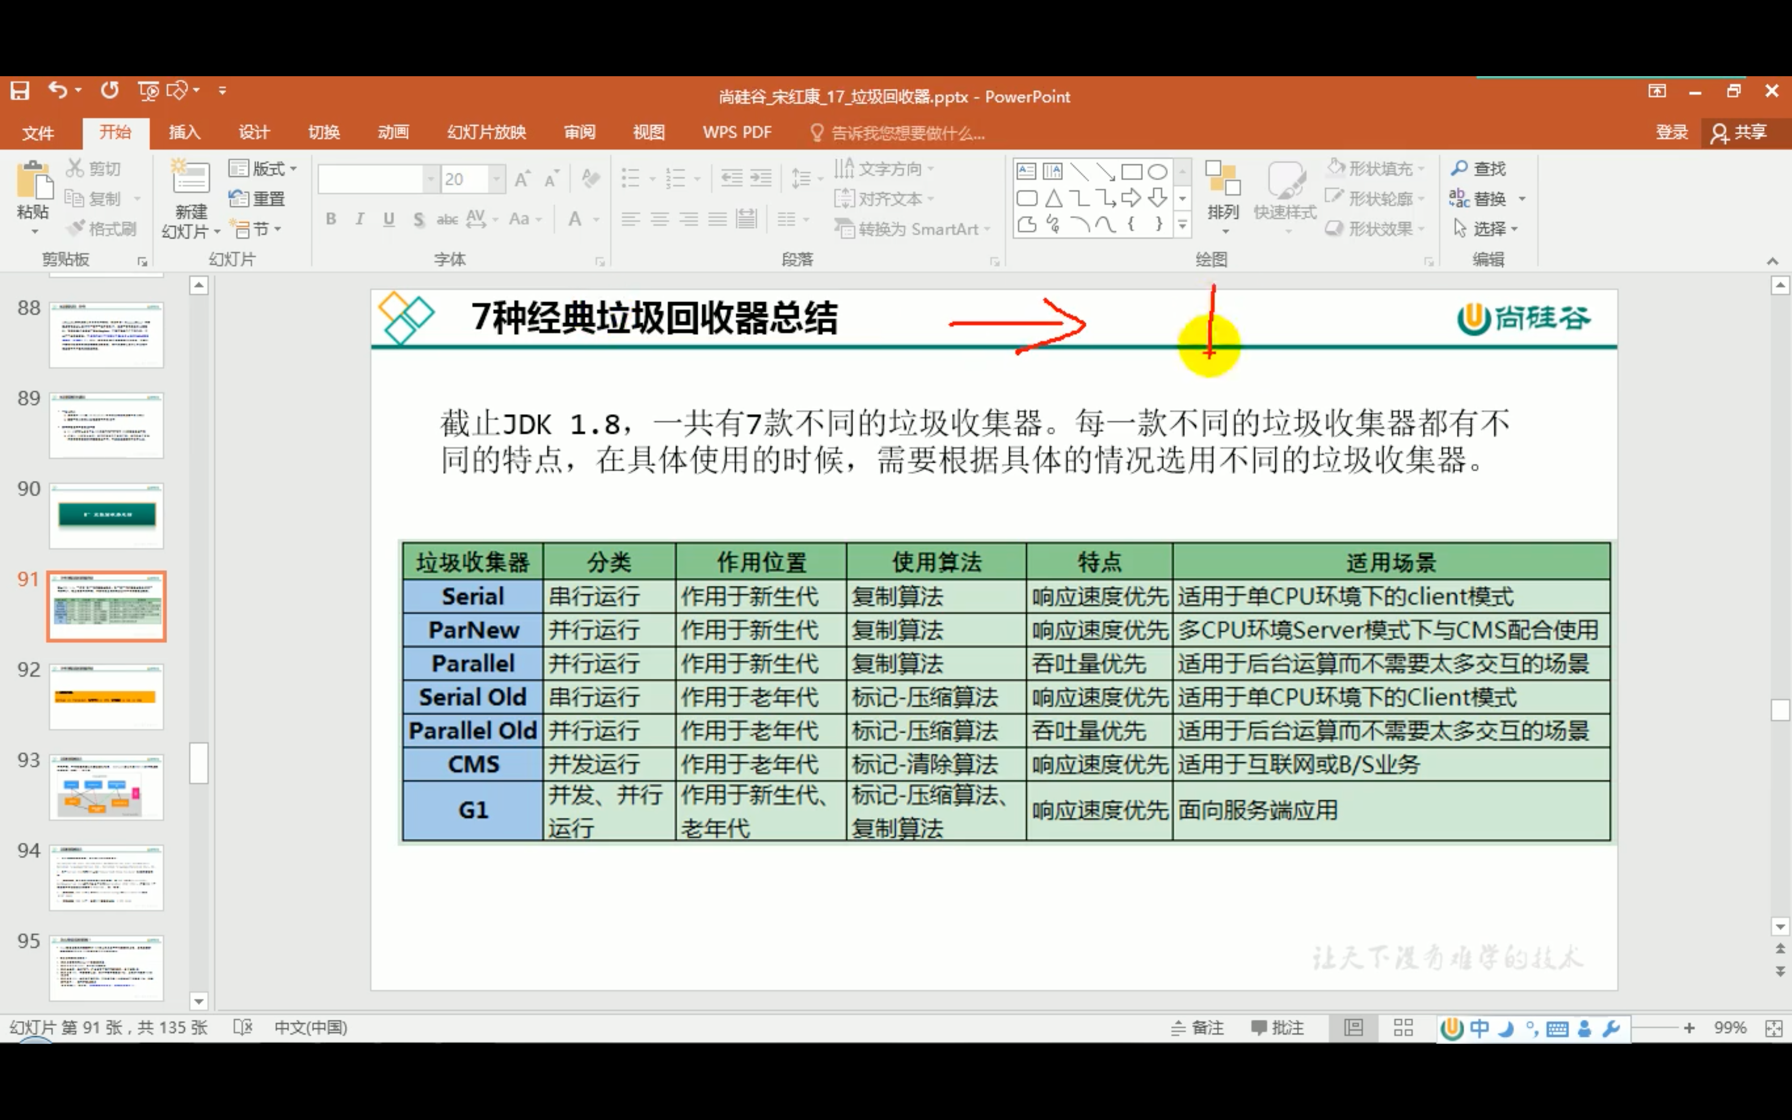 尚硅谷_宋红康_17_垃圾回收器.pptx - PowerPoint
文件 开始 插入 设计 切换 动画 幻灯片放映 审阅 视图 WPS PDF 告诉我您想要做什么... 登录 共享
粘贴 剪切 复制 格式刷 剪贴板
新建 幻灯片 版式 重置 节 幻灯片
20 B I U S abc AV Aa A 字体
文字方向 对齐文本 转换为 SmartArt 段落
排列 快速样式 形状填充 形状轮廓 形状效果 绘图
查找 替换 选择 编辑
88
89
90
91
92
93
94
95
7种经典垃圾回收器总结
尚硅谷
截止JDK 1.8，一共有7款不同的垃圾收集器。每一款不同的垃圾收集器都有不
同的特点，在具体使用的时候，需要根据具体的情况选用不同的垃圾收集器。
垃圾收集器 分类 作用位置 使用算法 特点 适用场景
Serial 串行运行 作用于新生代 复制算法 响应速度优先 适用于单CPU环境下的client模式
ParNew 并行运行 作用于新生代 复制算法 响应速度优先 多CPU环境Server模式下与CMS配合使用
Parallel 并行运行 作用于新生代 复制算法 吞吐量优先 适用于后台运算而不需要太多交互的场景
Serial Old 串行运行 作用于老年代 标记-压缩算法 响应速度优先 适用于单CPU环境下的Client模式
Parallel Old 并行运行 作用于老年代 标记-压缩算法 吞吐量优先 适用于后台运算而不需要太多交互的场景
CMS 并发运行 作用于老年代 标记-清除算法 响应速度优先 适用于互联网或B/S业务
G1 并发、并行运行 作用于新生代、老年代 标记-压缩算法、复制算法 响应速度优先 面向服务端应用
让天下没有难学的技术
幻灯片 第 91 张，共 135 张 中文(中国) 备注 批注 中 99%